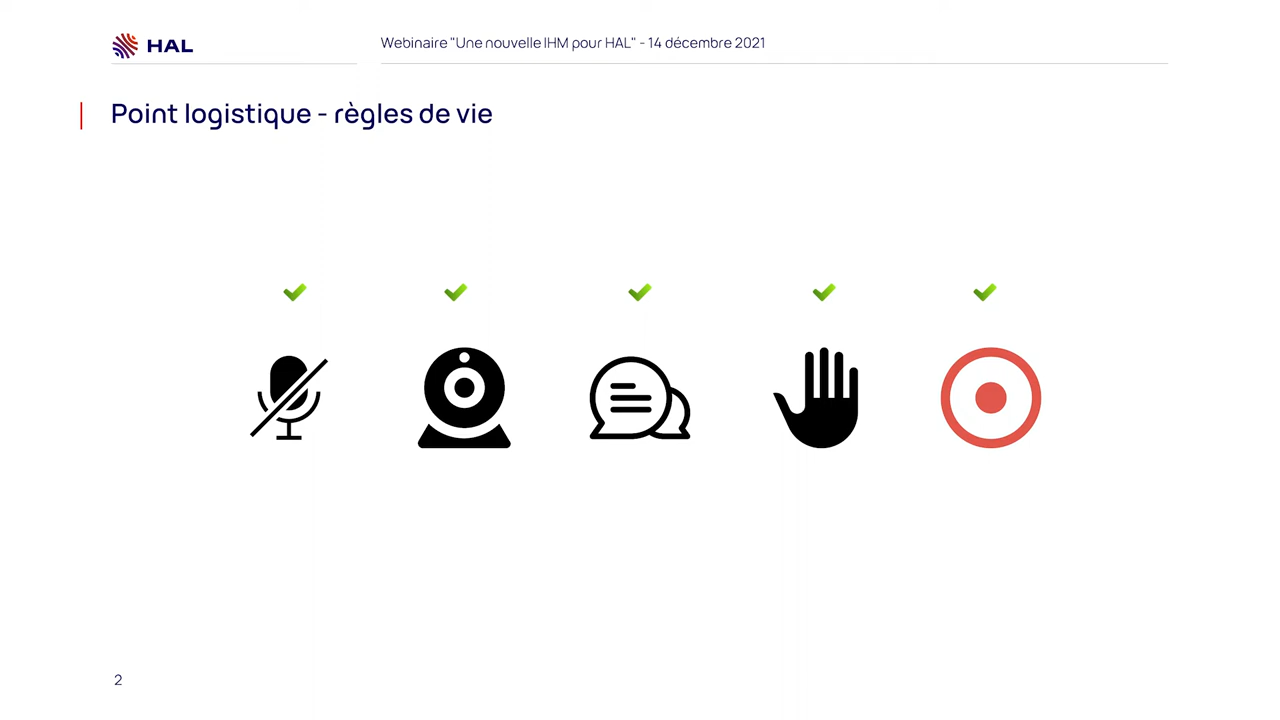 HAL
Webinaire "Une nouvelle IHM pour HAL" - 14 décembre 2021
Point logistique - règles de vie
2